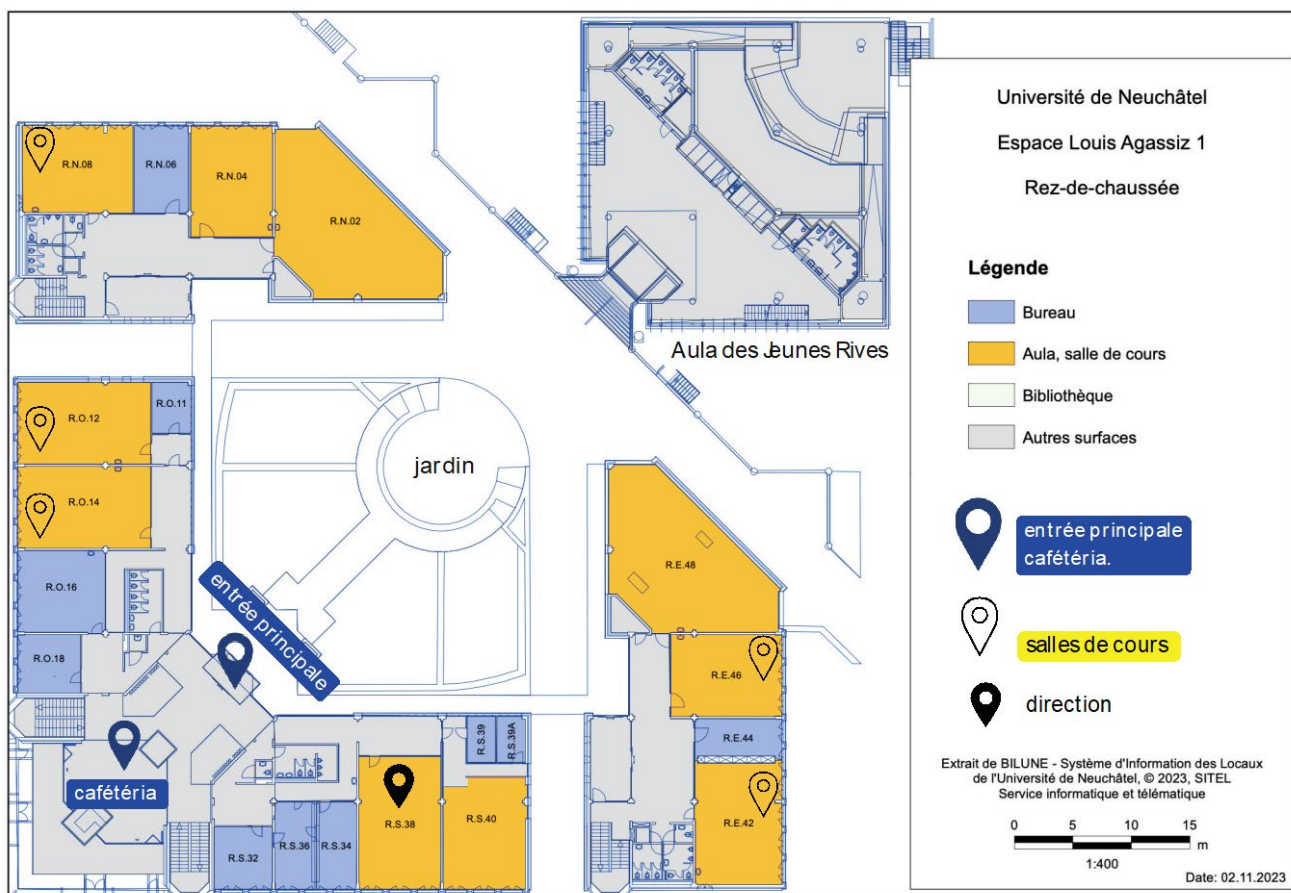 R.N.08
R.N.06
R.N.04
R.N.02
Aula des Jeunes Rives
R.O.12
R.O.11
R.O.14
R.O.16
R.O.18
jardin
entrée principale
cafétéria
R.E.48
R.E.46
R.E.44
R.E.42
R.S.39
R.S.39A
R.S.32
R.S.36
R.S.34
R.S.38
R.S.40
Université de Neuchâtel
Espace Louis Agassiz 1
Rez-de-chaussée
Légende
Bureau
Aula, salle de cours
Bibliothèque
Autres surfaces
entrée principale
cafétéria.
salles de cours
direction
Extrait de BILUNE - Système d'Information des Locaux
de l'Université de Neuchâtel, © 2023, SITEL
Service informatique et télématique
0 5 10 15
m
1:400
Date: 02.11.2023